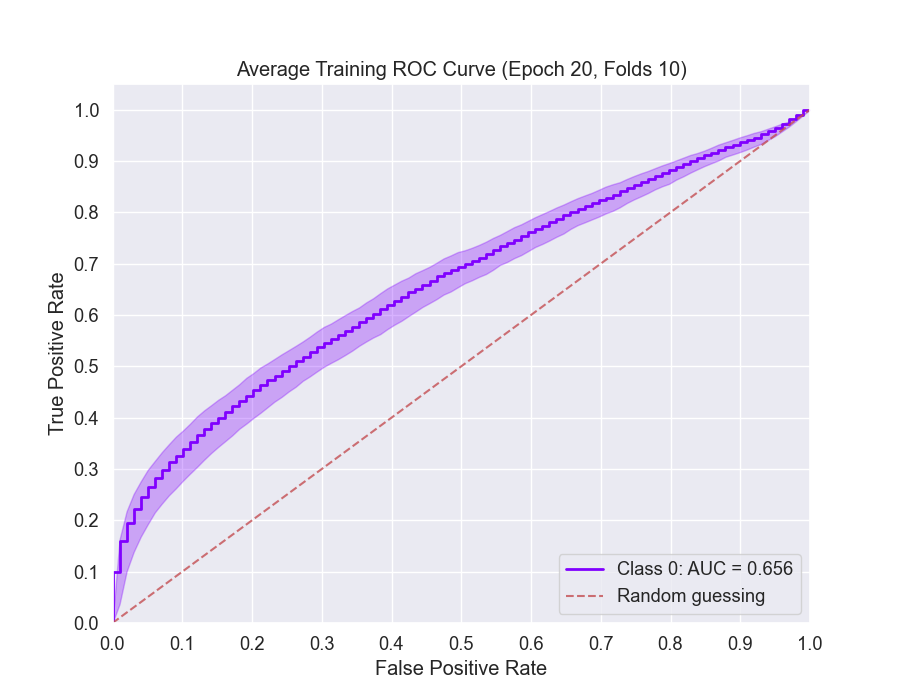 Average Training ROC Curve (Epoch 20, Folds 10)
True Positive Rate
1.0
0.9
0.8
0.7
0.6
0.5
0.4
0.3
0.2
0.1
0.0
Class 0: AUC = 0.656
Random guessing
0.0 0.1 0.2 0.3 0.4 0.5 0.6 0.7 0.8 0.9 1.0
False Positive Rate